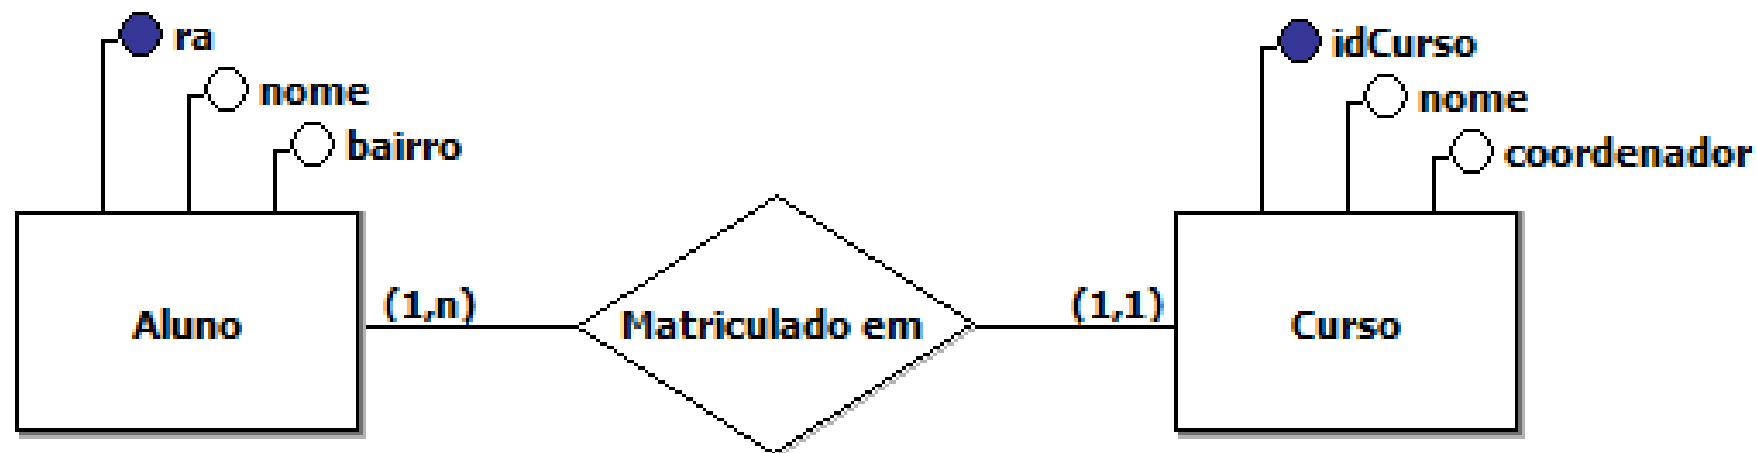 ra
nome
bairro
idCurso
nome
coordenador
Aluno
(1,n)
Matriculado em
(1,1)
Curso